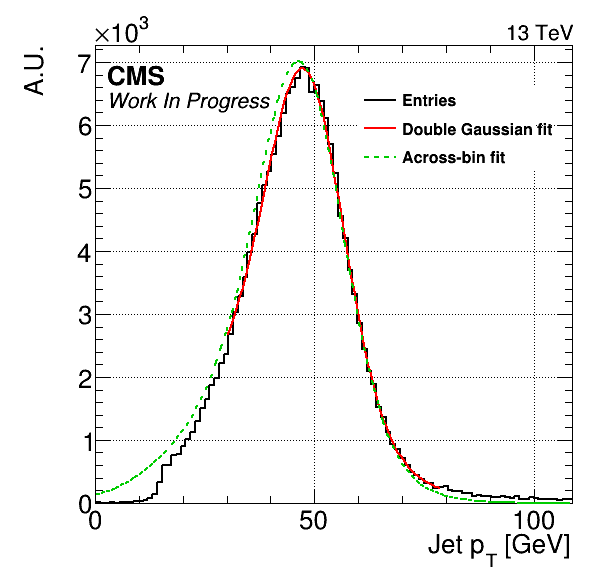 ×10³
13 TeV
A.U.
CMS
Work In Progress
Entries
Double Gaussian fit
Across-bin fit
7
6
5
4
3
2
1
0
0 50 100
Jet p_T [GeV]